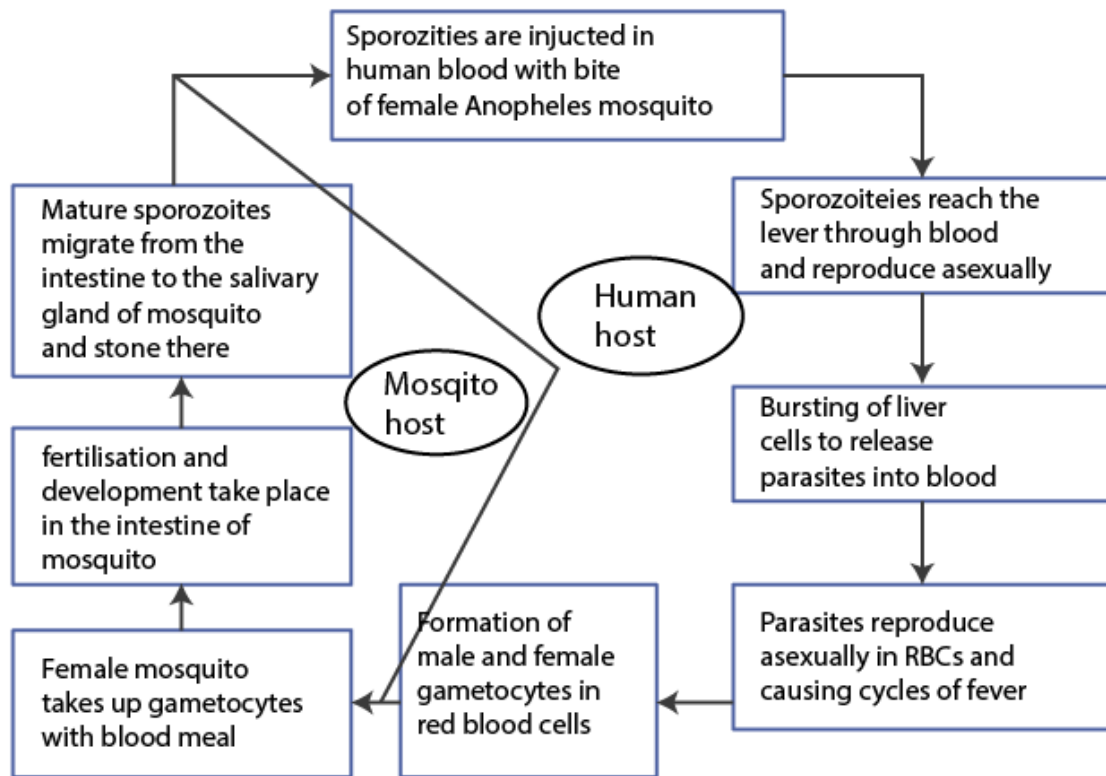 Sporozities are injucted in
human blood with bite
of female Anopheles mosquito
Sporozoiteies reach the
lever through blood
and reproduce asexually
Bursting of liver
cells to release
parasites into blood
Parasites reproduce
asexually in RBCs and
causing cycles of fever
Formation of
male and female
gametocytes in
red blood cells
Female mosquito
takes up gametocytes
with blood meal
fertilisation and
development take place
in the intestine of
mosquito
Mature sporozoites
migrate from the
intestine to the salivary
gland of mosquito
and stone there
Human
host
Mosqito
host